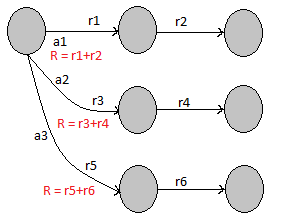 r1 r2
a1
R = r1+r2
a2
r3 r4
R = r3+r4
a3
r5 r6
R = r5+r6